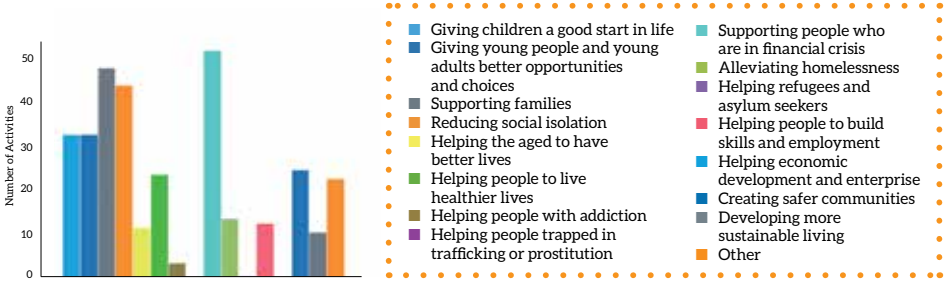 Number of Activities
50
40
30
20
10
0
Giving children a good start in life
Giving young people and young
adults better opportunities
and choices
Supporting families
Reducing social isolation
Helping the aged to have
better lives
Helping people to live
healthier lives
Helping people with addiction
Helping people trapped in
trafficking or prostitution
Supporting people who
are in financial crisis
Alleviating homelessness
Helping refugees and
asylum seekers
Helping people to build
skills and employment
Helping economic
development and enterprise
Creating safer communities
Developing more
sustainable living
Other